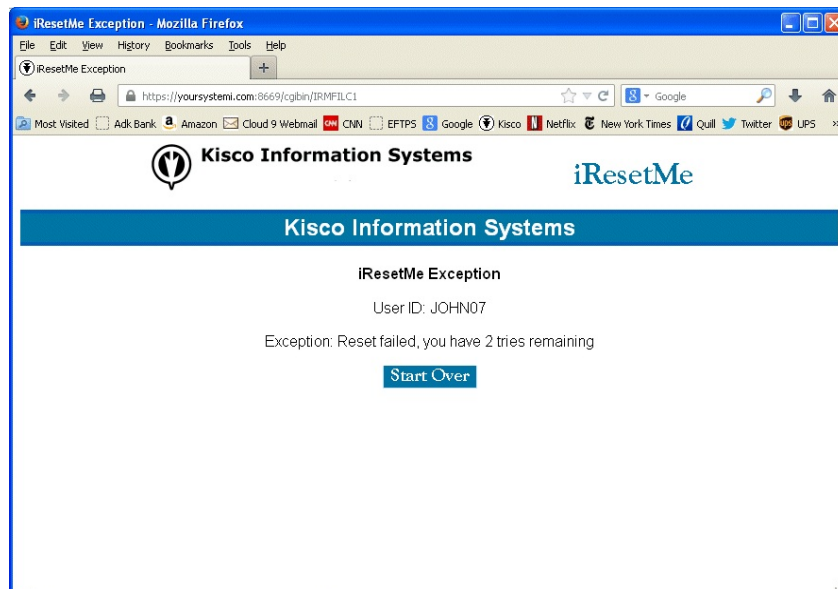 iResetMe Exception - Mozilla Firefox
File Edit View History Bookmarks Tools Help
iResetMe Exception
https://yoursystemi.com:8669/cgibin/IRMFILC1
Google
Most Visited Adk Bank Amazon Cloud 9 Webmail CNN EFTPS Google Kisco Netflix New York Times Quill Twitter UPS »
Kisco Information Systems
iResetMe
Kisco Information Systems
iResetMe Exception
User ID: JOHN07
Exception: Reset failed, you have 2 tries remaining
Start Over